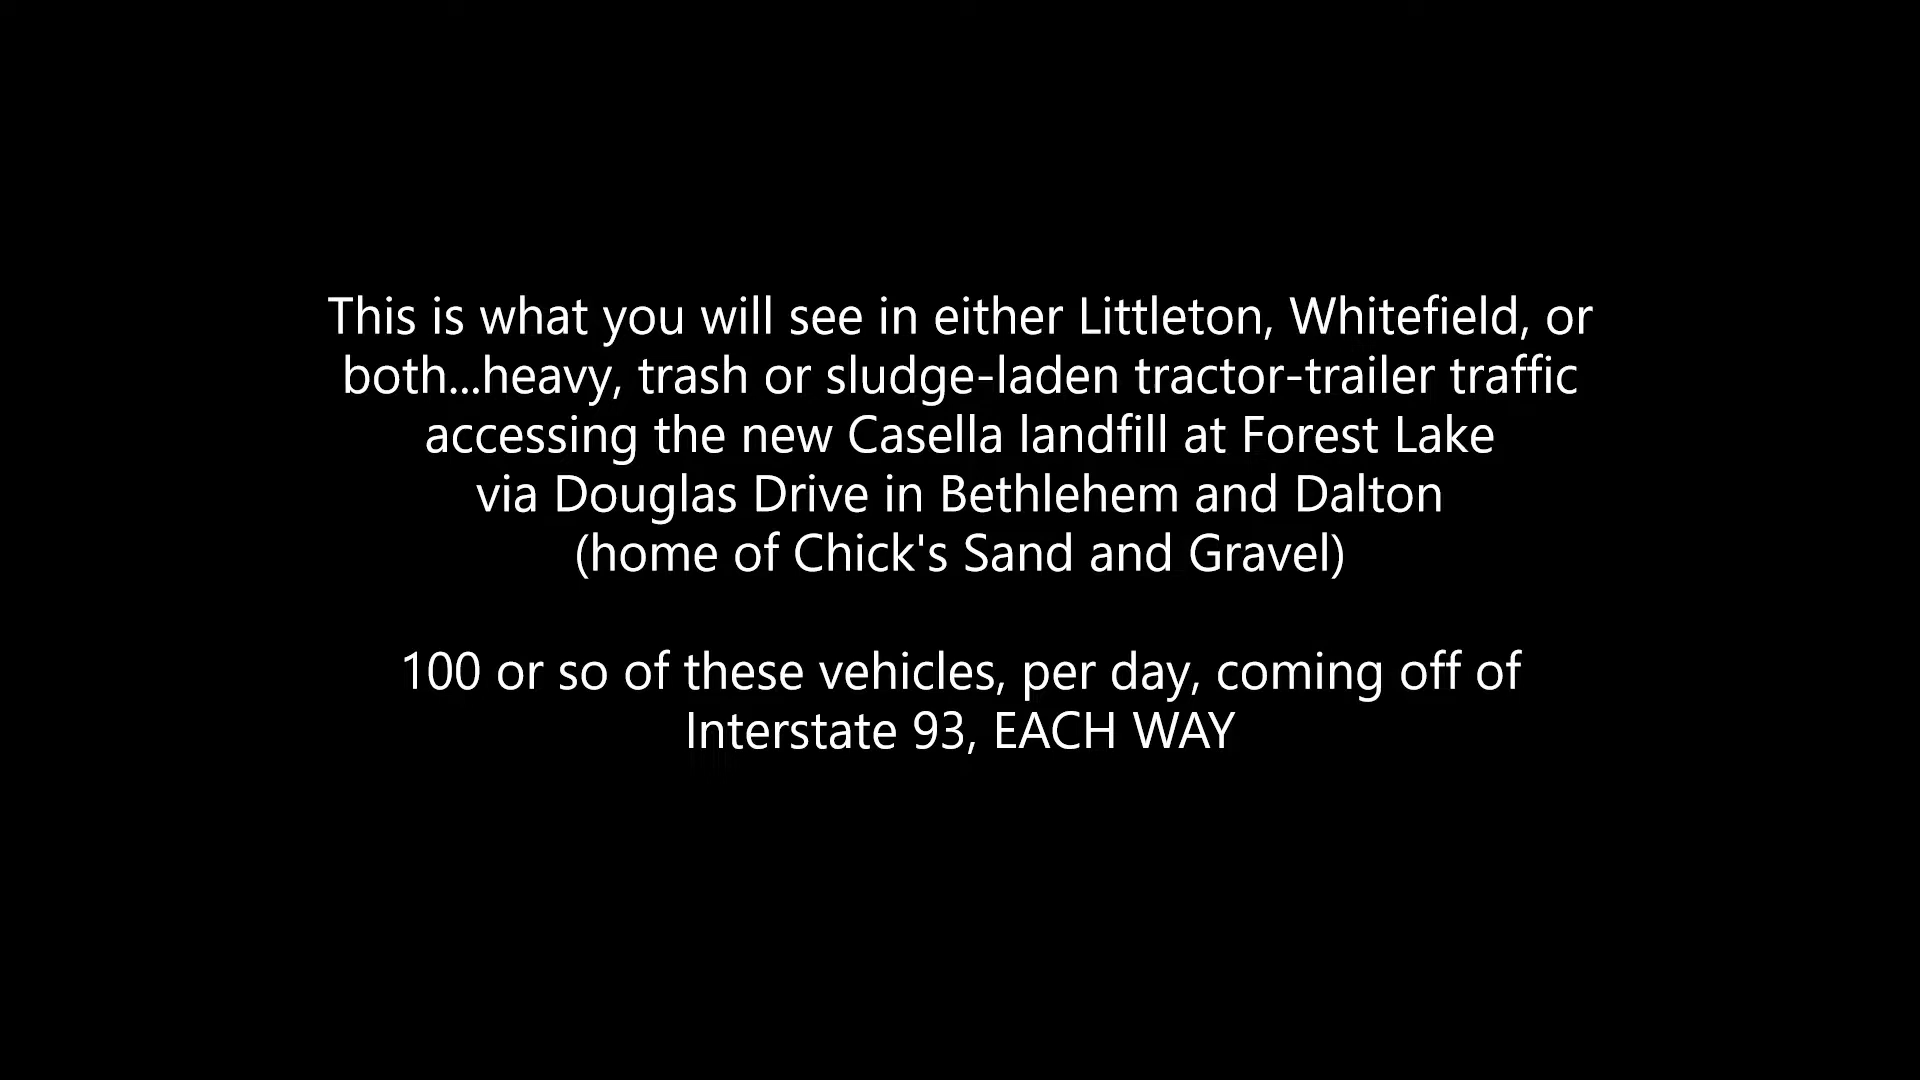 This is what you will see in either Littleton, Whitefield, or
both...heavy, trash or sludge-laden tractor-trailer traffic
accessing the new Casella landfill at Forest Lake
via Douglas Drive in Bethlehem and Dalton
(home of Chick's Sand and Gravel)
100 or so of these vehicles, per day, coming off of
Interstate 93, EACH WAY